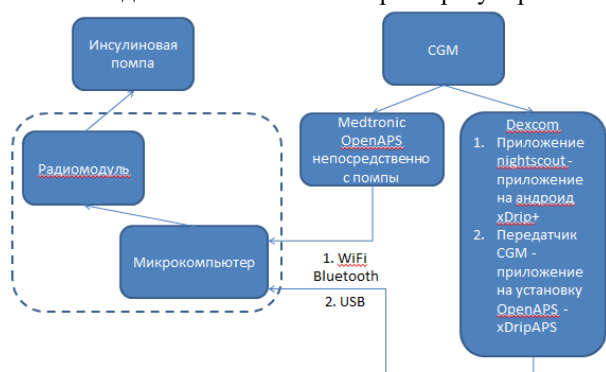 Инсулиновая
помпа
CGM
Medtronic
OpenAPS
непосредственно
с помпы
Dexcom
1. Приложение
nightscout -
приложение
на андроид
xDrip+
2. Передатчик
CGM -
приложение
на установку
OpenAPS -
xDripAPS
Радиомодуль
Микрокомпьютер
1. WiFi
Bluetooth
2. USB